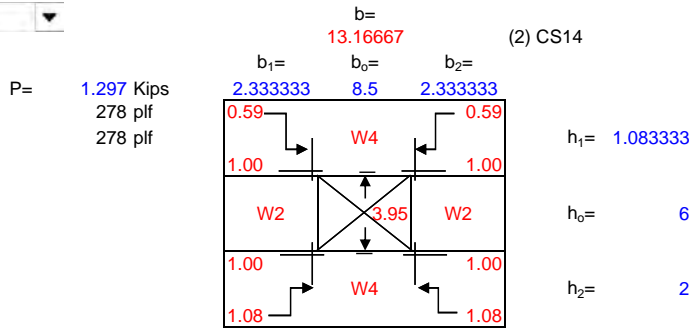 b=
13.16667 (2) CS14
b₁= bₒ= b₂=
P= 1.297 Kips 2.333333 8.5 2.333333
278 plf 0.59 0.59
278 plf W4 h₁= 1.083333
1.00 1.00
W2 3.95 W2 hₒ= 6
1.00 1.00
W4 h₂= 2
1.08 1.08